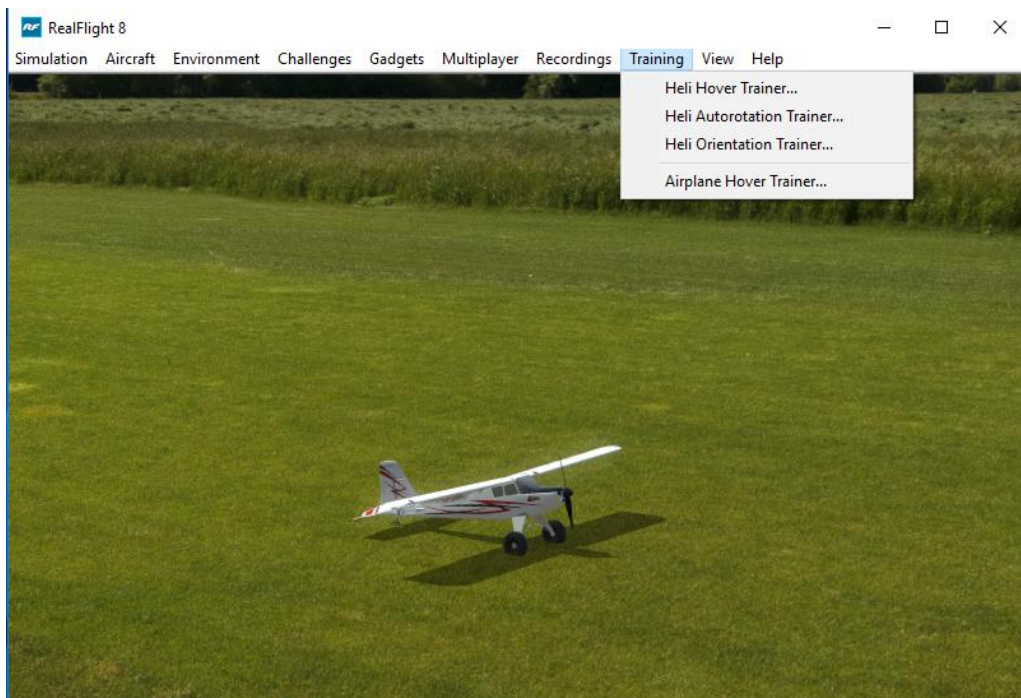 RF RealFlight 8
Simulation Aircraft Environment Challenges Gadgets Multiplayer Recordings Training View Help
Heli Hover Trainer...
Heli Autorotation Trainer...
Heli Orientation Trainer...
Airplane Hover Trainer...